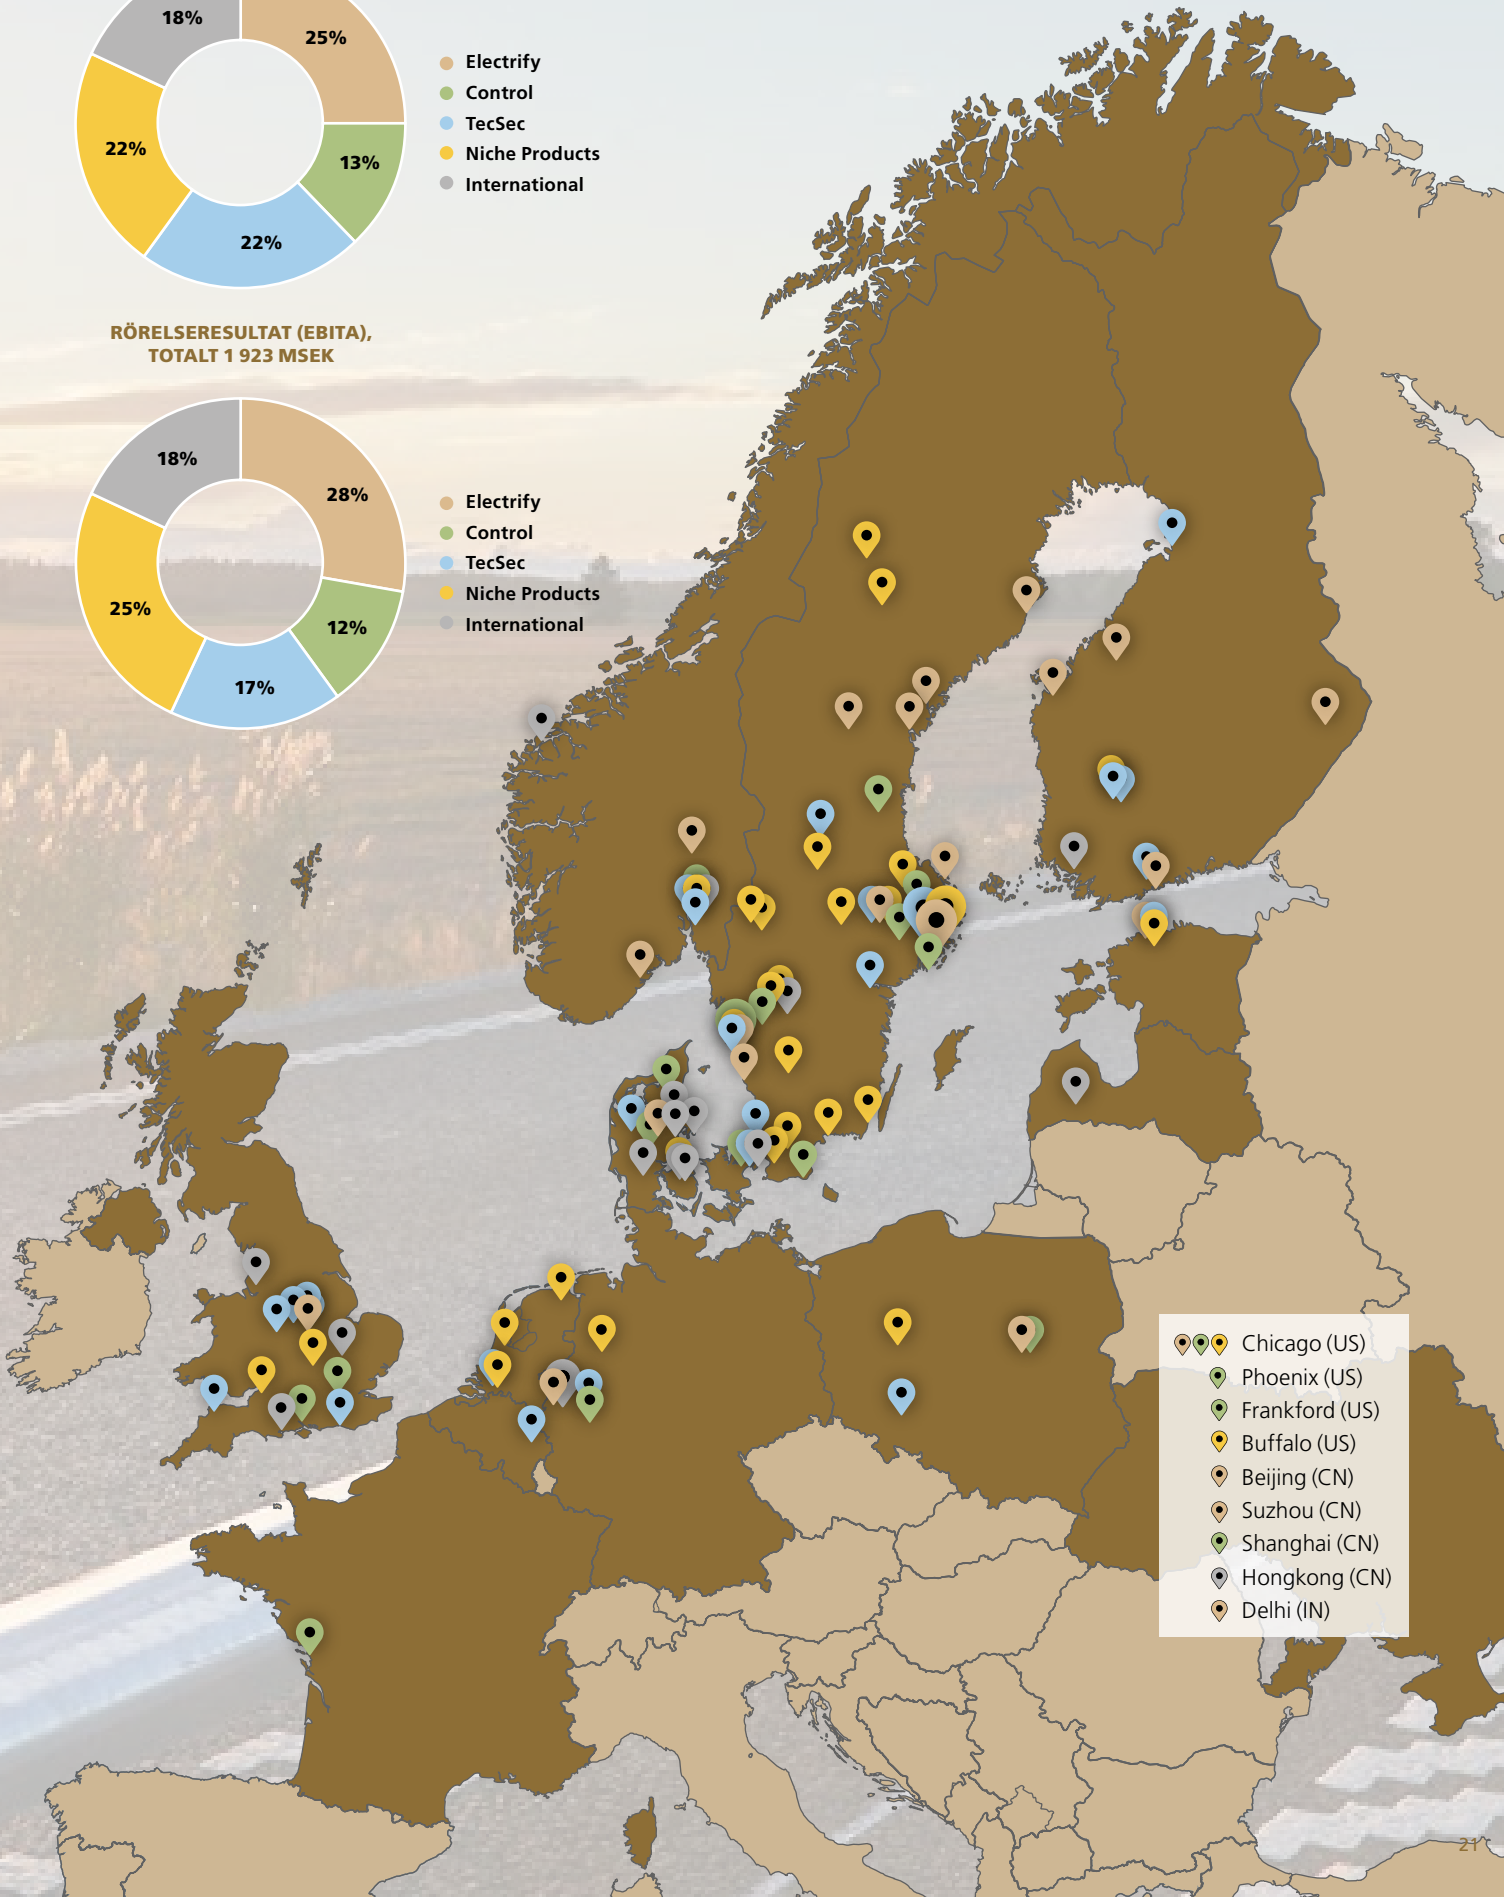 18%
25%
22%
13%
22%
Electrify
Control
TecSec
Niche Products
International
RÖRELSERESULTAT (EBITA),
TOTALT 1 923 MSEK
18%
28%
25%
12%
17%
Electrify
Control
TecSec
Niche Products
International
Chicago (US)
Phoenix (US)
Frankford (US)
Buffalo (US)
Beijing (CN)
Suzhou (CN)
Shanghai (CN)
Hongkong (CN)
Delhi (IN)
21